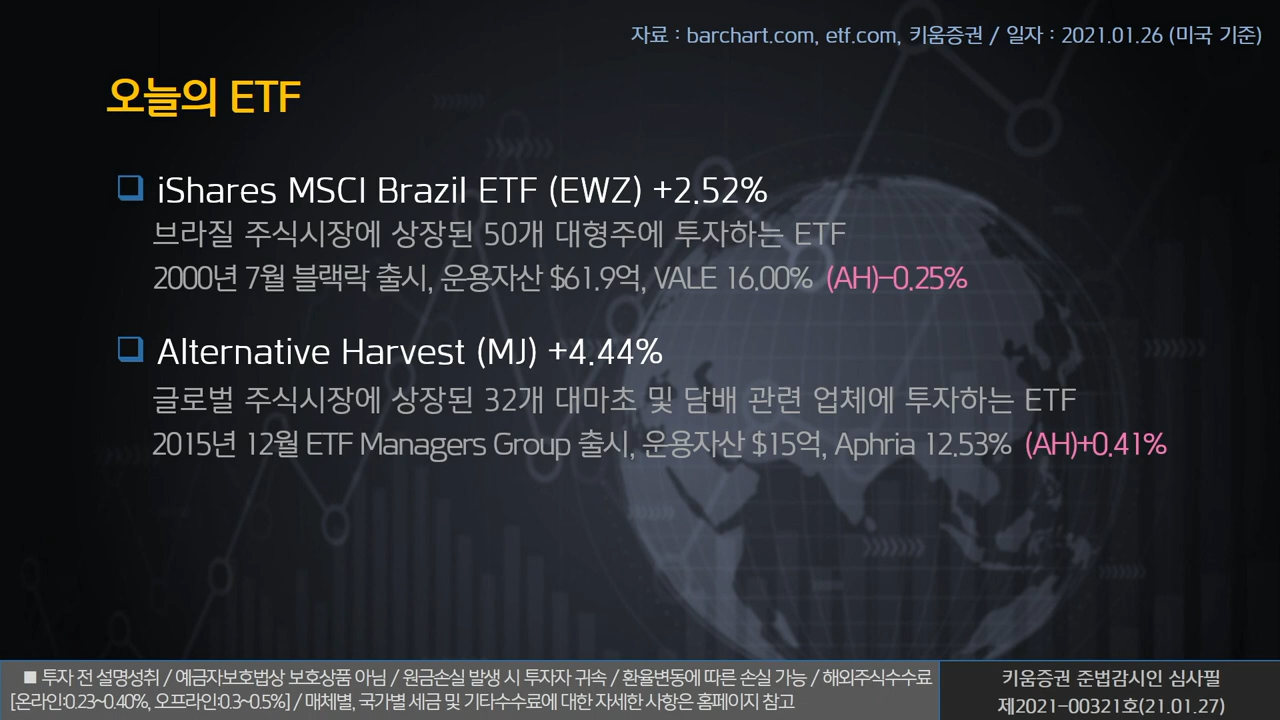 자료 : barchart.com, etf.com, 키움증권 / 일자 : 2021.01.26 (미국 기준)
오늘의 ETF
❑ iShares MSCI Brazil ETF (EWZ) +2.52%
브라질 주식시장에 상장된 50개 대형주에 투자하는 ETF
2000년 7월 블랙락 출시, 운용자산 $61.9억, VALE 16.00% (AH)-0.25%
❑ Alternative Harvest (MJ) +4.44%
글로벌 주식시장에 상장된 32개 대마초 및 담배 관련 업체에 투자하는 ETF
2015년 12월 ETF Managers Group 출시, 운용자산 $15억, Aphria 12.53% (AH)+0.41%
■ 투자 전 설명성취 / 예금자보호법상 보호상품 아님 / 원금손실 발생 시 투자자 귀속 / 환율변동에 따른 손실 가능 / 해외주식수수료
[온라인:0.23~0.40%, 오프라인:0.3~0.5%] / 매체별, 국가별 세금 및 기타수수료에 대한 자세한 사항은 홈페이지 참고
키움증권 준법감시인 심사필
제2021-00321호(21.01.27)